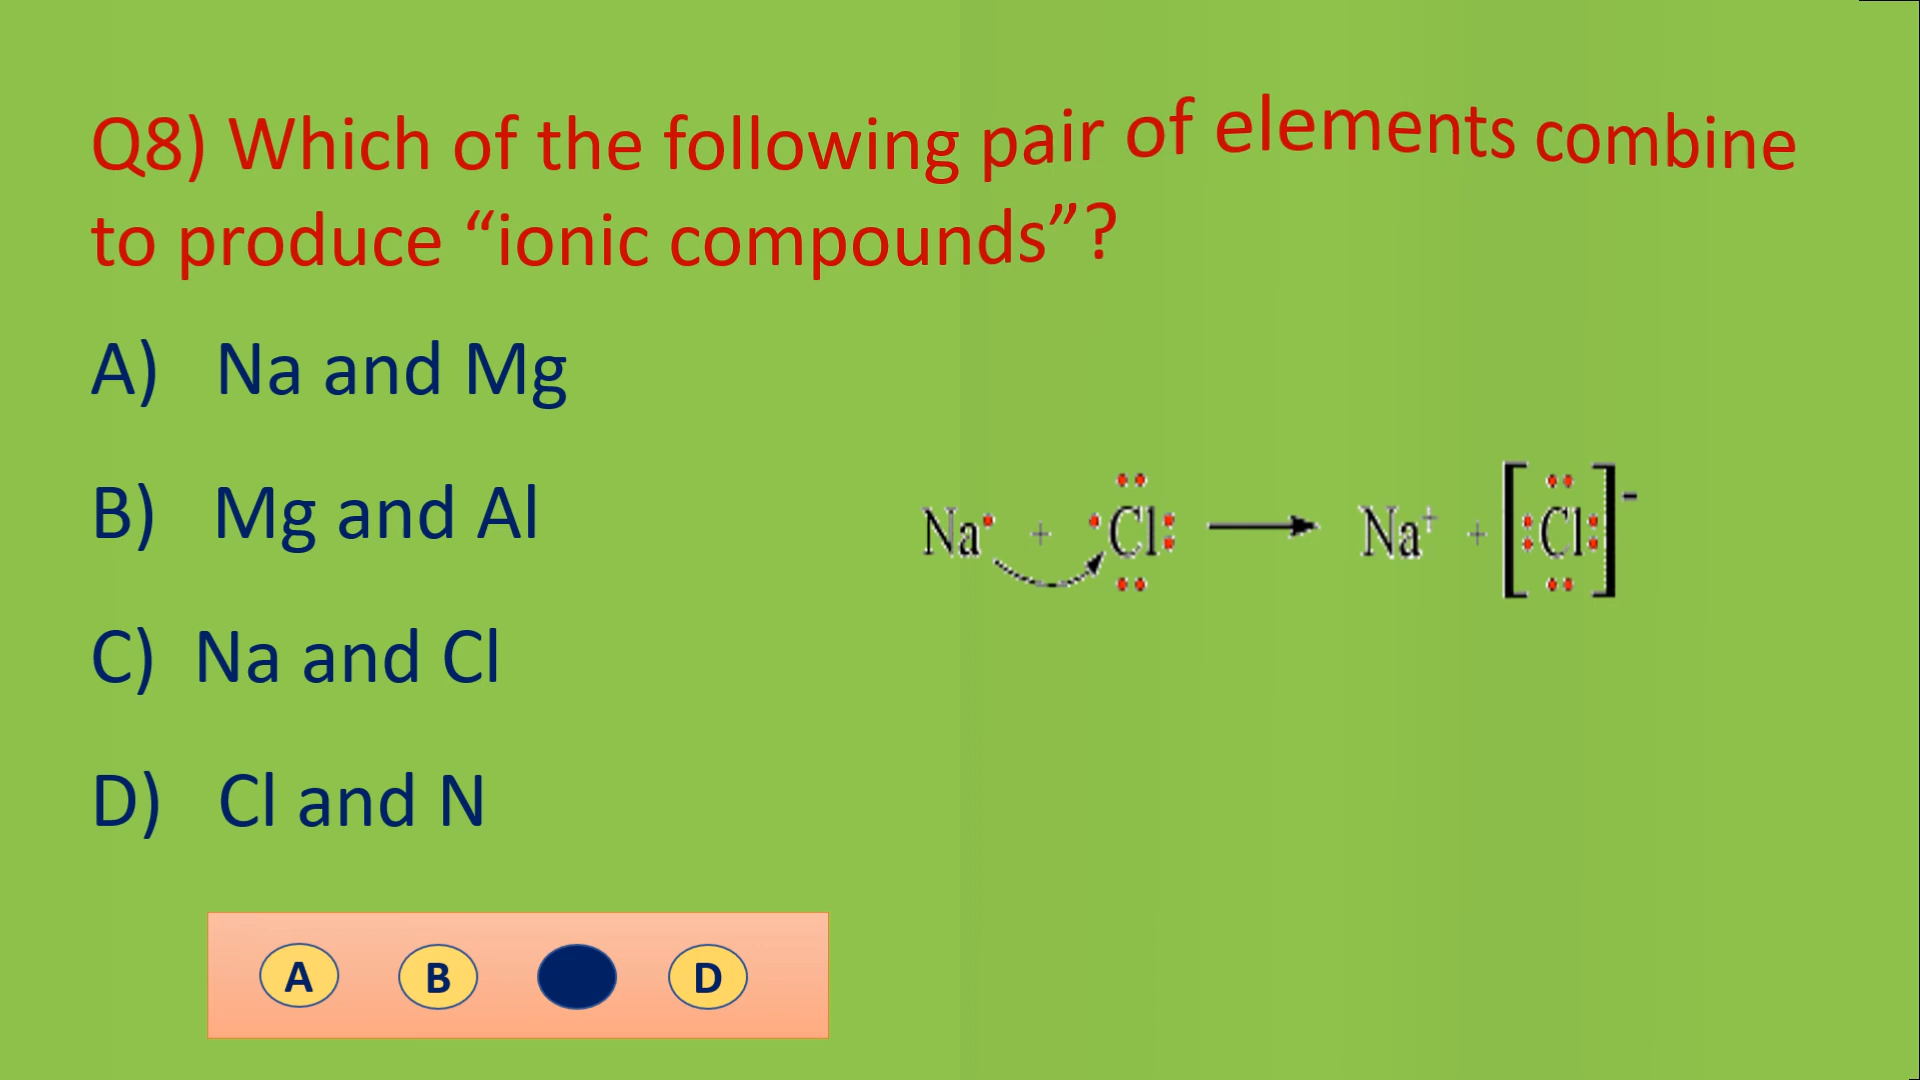 Q8) Which of the following pair of elements combine
to produce “ionic compounds”?
A) Na and Mg
B) Mg and Al
C) Na and Cl
D) Cl and N
Na + Cl → Na⁺ + [Cl]⁻
A B D